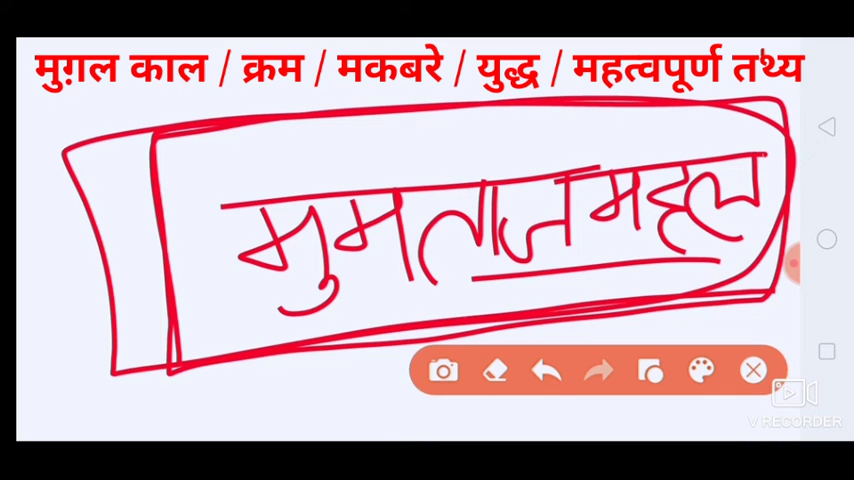 मुग़ल काल / क्रम / मकबरे / युद्ध / महत्वपूर्ण तथ्य
मुमताज महल
V RECORDER